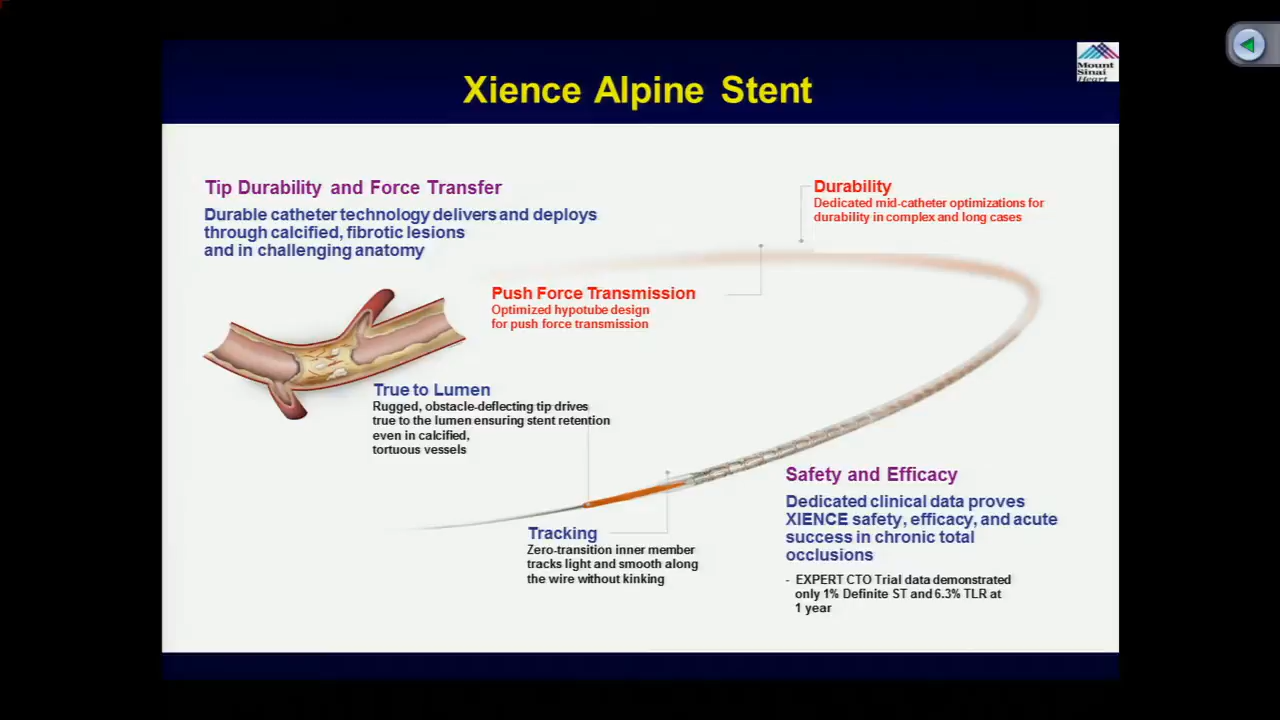 Mount
Sinai
Heart
Xience Alpine Stent
Tip Durability and Force Transfer
Durable catheter technology delivers and deploys
through calcified, fibrotic lesions
and in challenging anatomy
Durability
Dedicated mid-catheter optimizations for
durability in complex and long cases
Push Force Transmission
Optimized hypotube design
for push force transmission
True to Lumen
Rugged, obstacle-deflecting tip drives
true to the lumen ensuring stent retention
even in calcified,
tortuous vessels
Tracking
Zero-transition inner member
tracks light and smooth along
the wire without kinking
Safety and Efficacy
Dedicated clinical data proves
XIENCE safety, efficacy, and acute
success in chronic total
occlusions
- EXPERT CTO Trial data demonstrated
only 1% Definite ST and 6.3% TLR at
1 year